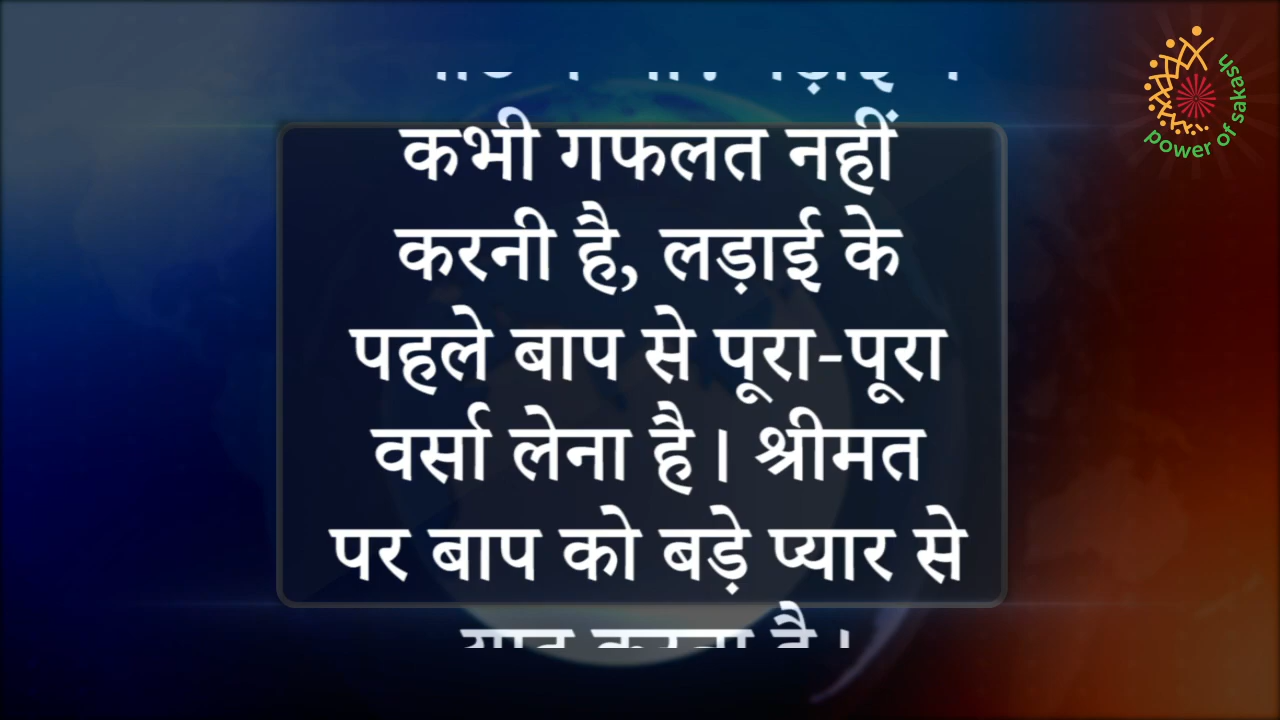 कभी गफलत नहीं
करनी है, लड़ाई के
पहले बाप से पूरा-पूरा
वर्सा लेना है। श्रीमत
पर बाप को बड़े प्यार से
power of sakash